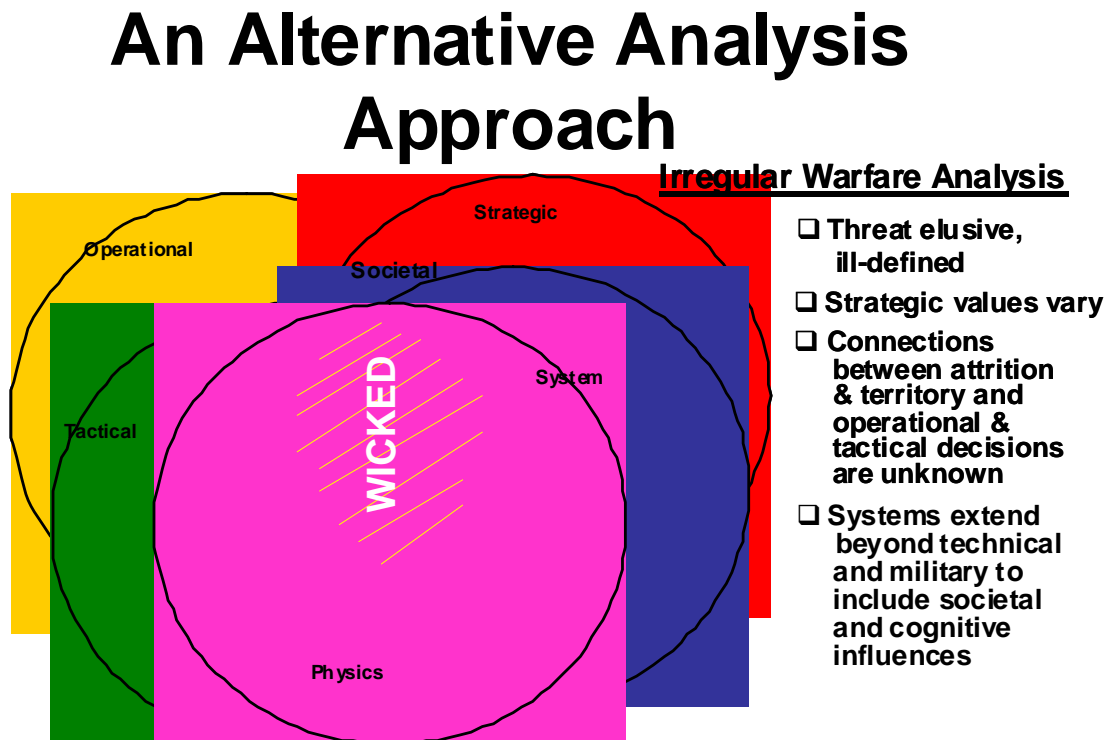 An Alternative Analysis
Approach
Irregular Warfare Analysis
Strategic
Operational
Societal
System
Tactical
WICKED
Physics
❑ Threat elusive,
ill-defined
❑ Strategic values vary
❑ Connections
between attrition
& territory and
operational &
tactical decisions
are unknown
❑ Systems extend
beyond technical
and military to
include societal
and cognitive
influences